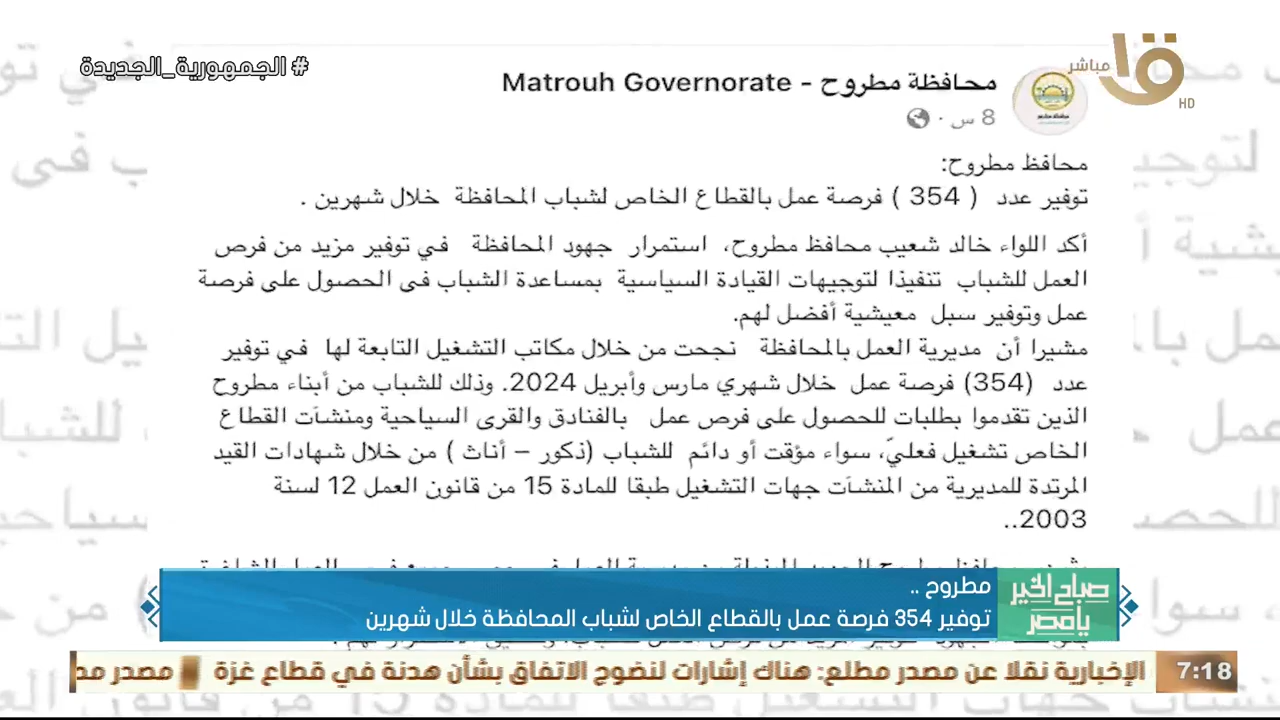 # الجمهورية_الجديدة
مباشر
HD
محافظة مطروح - Matrouh Governorate
8 س ·
محافظ مطروح:
توفير عدد ( 354 ) فرصة عمل بالقطاع الخاص لشباب المحافظة خلال شهرين .
أكد اللواء خالد شعيب محافظ مطروح، استمرار جهود المحافظة في توفير مزيد من فرص
العمل للشباب تنفيذا لتوجيهات القيادة السياسية بمساعدة الشباب فى الحصول على فرصة
عمل وتوفير سبل معيشية أفضل لهم.
مشيرا أن مديرية العمل بالمحافظة نجحت من خلال مكاتب التشغيل التابعة لها في توفير
عدد (354) فرصة عمل خلال شهري مارس وأبريل 2024. وذلك للشباب من أبناء مطروح
الذين تقدموا بطلبات للحصول على فرص عمل بالفنادق والقرى السياحية ومنشآت القطاع
الخاص تشغيل فعليّ، سواء مؤقت أو دائم للشباب (ذكور – أناث ) من خلال شهادات القيد
المرتدة للمديرية من المنشآت جهات التشغيل طبقا للمادة 15 من قانون العمل 12 لسنة
2003..
صباح الخير
يا مصر
مطروح ..
توفير 354 فرصة عمل بالقطاع الخاص لشباب المحافظة خلال شهرين
7:18
الإخبارية نقلا عن مصدر مطلع: هناك إشارات لنضوج الاتفاق بشأن هدنة في قطاع غزة
مصدر